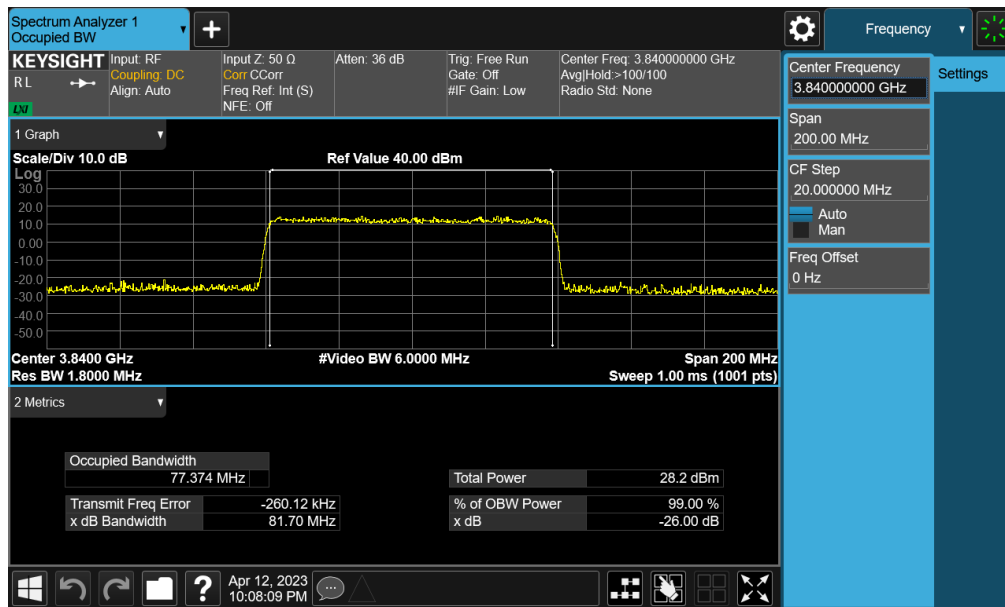 Spectrum Analyzer 1
Occupied BW
+
Frequency
KEYSIGHT
RL
LXI
Input: RF
Coupling: DC
Align: Auto
Input Z: 50 Ω
Corr CCorr
Freq Ref: Int (S)
NFE: Off
Atten: 36 dB
Trig: Free Run
Gate: Off
#IF Gain: Low
Center Freq: 3.840000000 GHz
Avg|Hold:>100/100
Radio Std: None
Center Frequency
3.840000000 GHz
Settings
Span
200.00 MHz
CF Step
20.000000 MHz
Auto
Man
Freq Offset
0 Hz
1 Graph
Scale/Div 10.0 dB
Ref Value 40.00 dBm
Log
30.0
20.0
10.0
0.00
-10.0
-20.0
-30.0
-40.0
-50.0
Center 3.8400 GHz
#Video BW 6.0000 MHz
Span 200 MHz
Res BW 1.8000 MHz
Sweep 1.00 ms (1001 pts)
2 Metrics
Occupied Bandwidth
77.374 MHz
Total Power 28.2 dBm
Transmit Freq Error -260.12 kHz
% of OBW Power 99.00 %
x dB Bandwidth 81.70 MHz
x dB -26.00 dB
?
Apr 12, 2023
10:08:09 PM